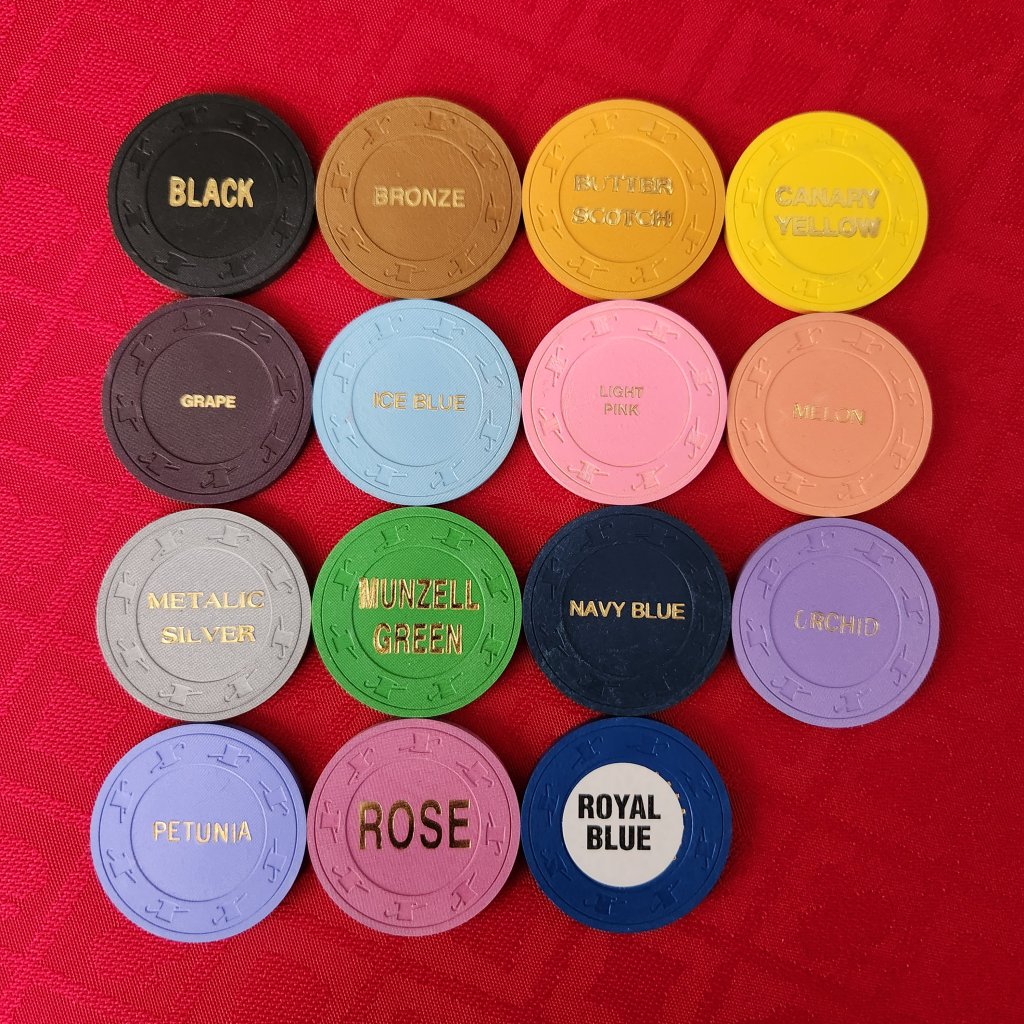 BLACK
BRONZE
BUTTER
SCOTCH
CANARY
YELLOW
GRAPE
ICE BLUE
LIGHT
PINK
MELON
METALIC
SILVER
MUNZELL
GREEN
NAVY BLUE
ORCHID
PETUNIA
ROSE
ROYAL
BLUE